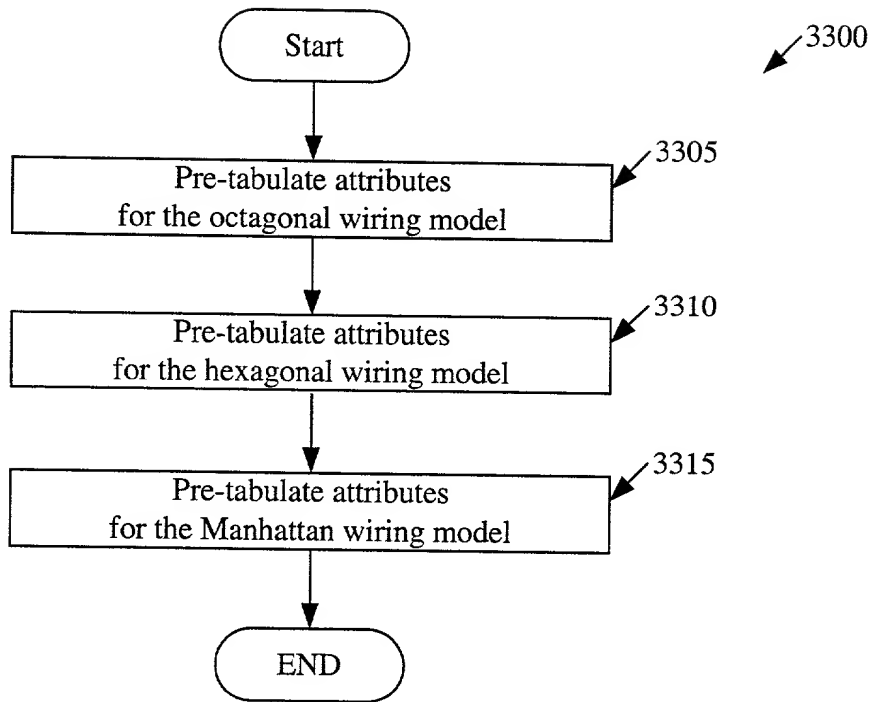 Start
3300
3305
Pre-tabulate attributes
for the octagonal wiring model
3310
Pre-tabulate attributes
for the hexagonal wiring model
3315
Pre-tabulate attributes
for the Manhattan wiring model
END